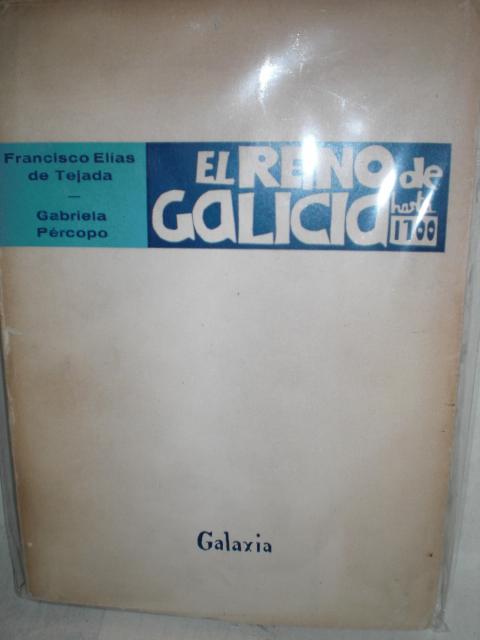 Francisco Elías
de Tejada
—
Gabriela
Pércopo
EL REINO de
GALICIA hasta
1700
Galaxia